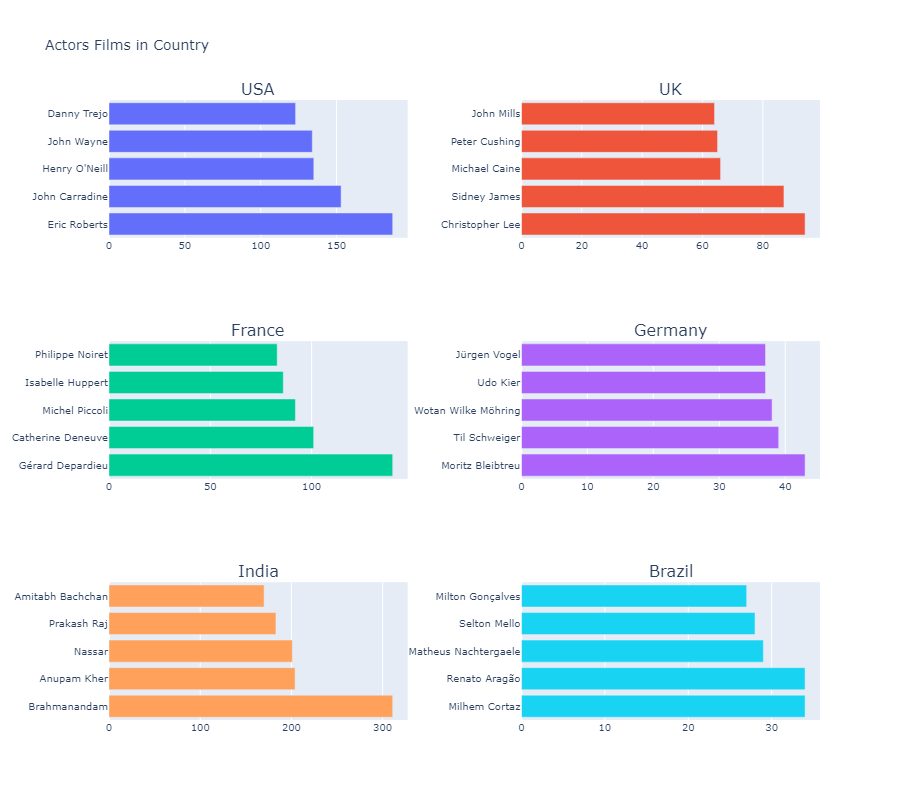 Actors Films in Country
USA
Danny Trejo
John Wayne
Henry O'Neill
John Carradine
Eric Roberts
0 50 100 150
UK
John Mills
Peter Cushing
Michael Caine
Sidney James
Christopher Lee
0 20 40 60 80
France
Philippe Noiret
Isabelle Huppert
Michel Piccoli
Catherine Deneuve
Gérard Depardieu
0 50 100
Germany
Jürgen Vogel
Udo Kier
Wotan Wilke Möhring
Til Schweiger
Moritz Bleibtreu
0 10 20 30 40
India
Amitabh Bachchan
Prakash Raj
Nassar
Anupam Kher
Brahmanandam
0 100 200 300
Brazil
Milton Gonçalves
Selton Mello
Matheus Nachtergaele
Renato Aragão
Milhem Cortaz
0 10 20 30